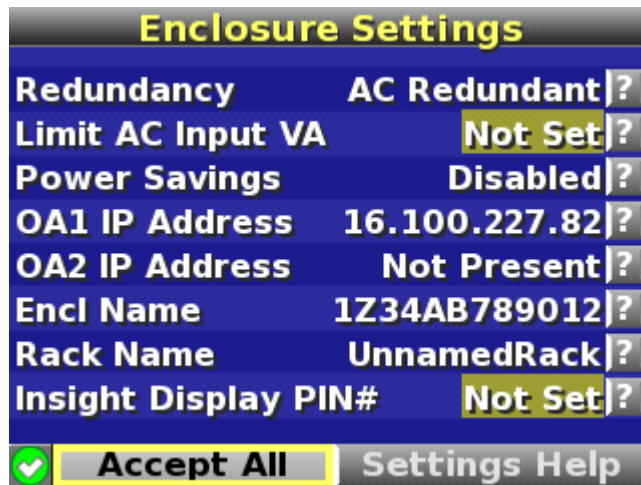 Enclosure Settings
Redundancy AC Redundant ?
Limit AC Input VA Not Set ?
Power Savings Disabled ?
OA1 IP Address 16.100.227.82 ?
OA2 IP Address Not Present ?
Encl Name 1Z34AB789012 ?
Rack Name UnnamedRack ?
Insight Display PIN# Not Set ?
Accept All Settings Help